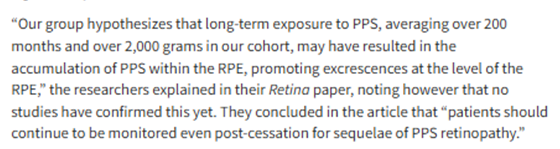 “Our group hypothesizes that long-term exposure to PPS, averaging over 200
months and over 2,000 grams in our cohort, may have resulted in the
accumulation of PPS within the RPE, promoting excrescences at the level of the
RPE,” the researchers explained in their Retina paper, noting however that no
studies have confirmed this yet. They concluded in the article that “patients should
continue to be monitored even post-cessation for sequelae of PPS retinopathy.”